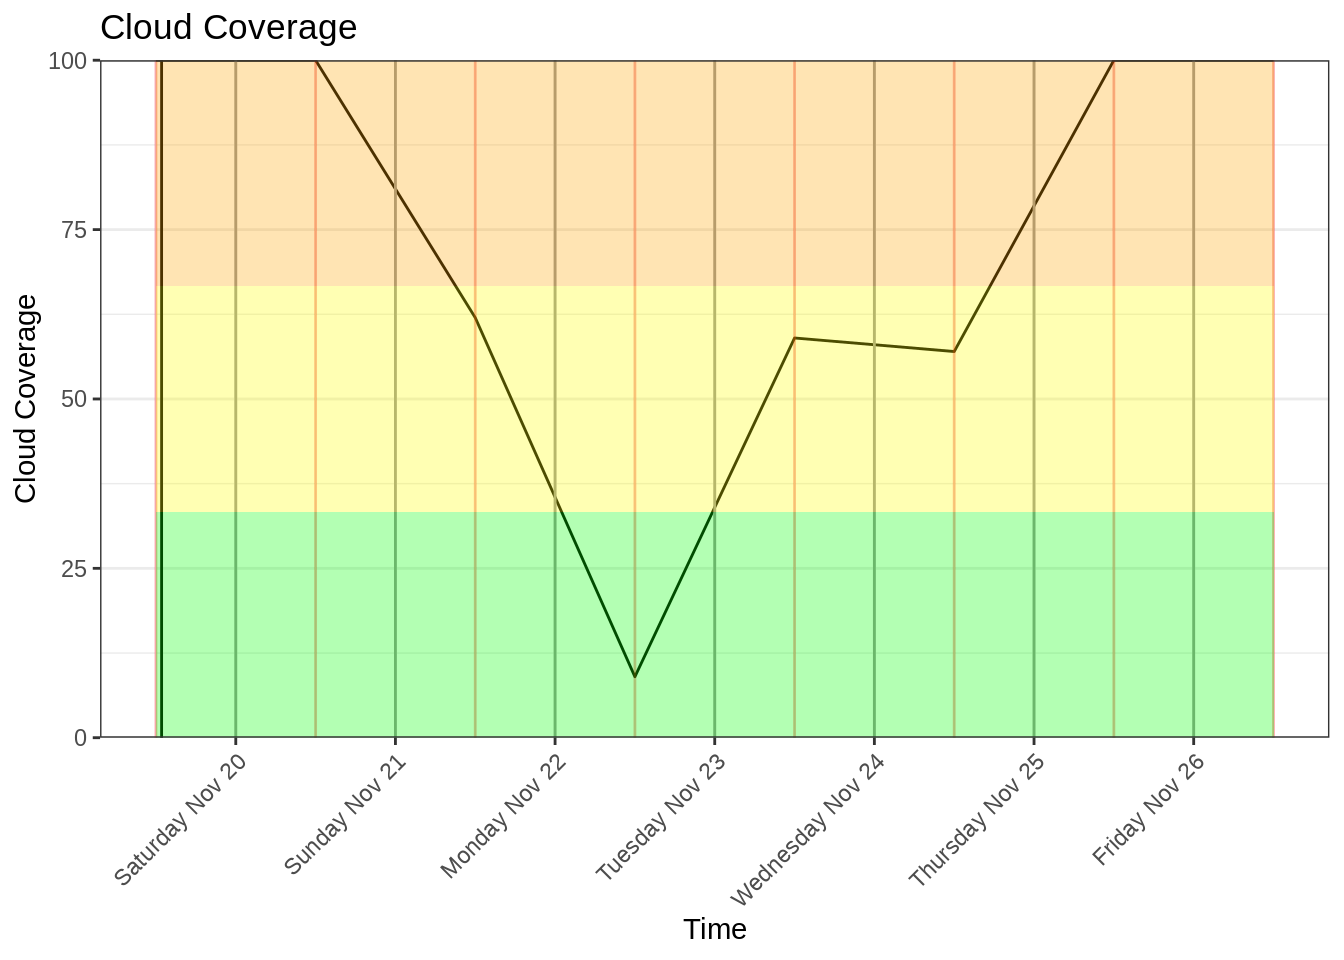 Cloud Coverage
Cloud Coverage
100
75
50
25
0
Saturday Nov 20
Sunday Nov 21
Monday Nov 22
Tuesday Nov 23
Wednesday Nov 24
Thursday Nov 25
Friday Nov 26
Time